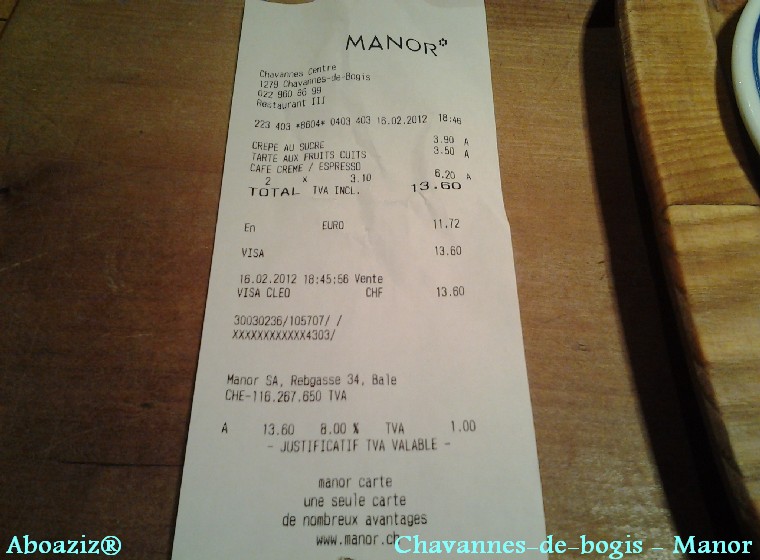 MANOR
Chavannes Centre
1279 Chavannes-de-Bogis
022 960 86 99
Restaurant III
223 403 *8604* 0403 403 16.02.2012 18:46
CREPE AU SUCRE 3.90 A
TARTE AUX FRUITS CUITS 3.50 A
CAFE CREME / ESPRESSO
2 x 3.10 6.20 A
TOTAL TVA INCL. 13.60
En EURO 11.72
VISA 13.60
16.02.2012 18:45:56 Vente
VISA CLEO CHF 13.60
30030236/105707/ /
XXXXXXXXXXXX4303/
Manor SA, Rebgasse 34, Bale
CHE-116.267.650 TVA
A 13.60 8.00 % TVA 1.00
- JUSTIFICATIF TVA VALABLE -
manor carte
une seule carte
de nombreux avantages
www.manor.ch
Aboaziz® Chavannes-de-bogis - Manor